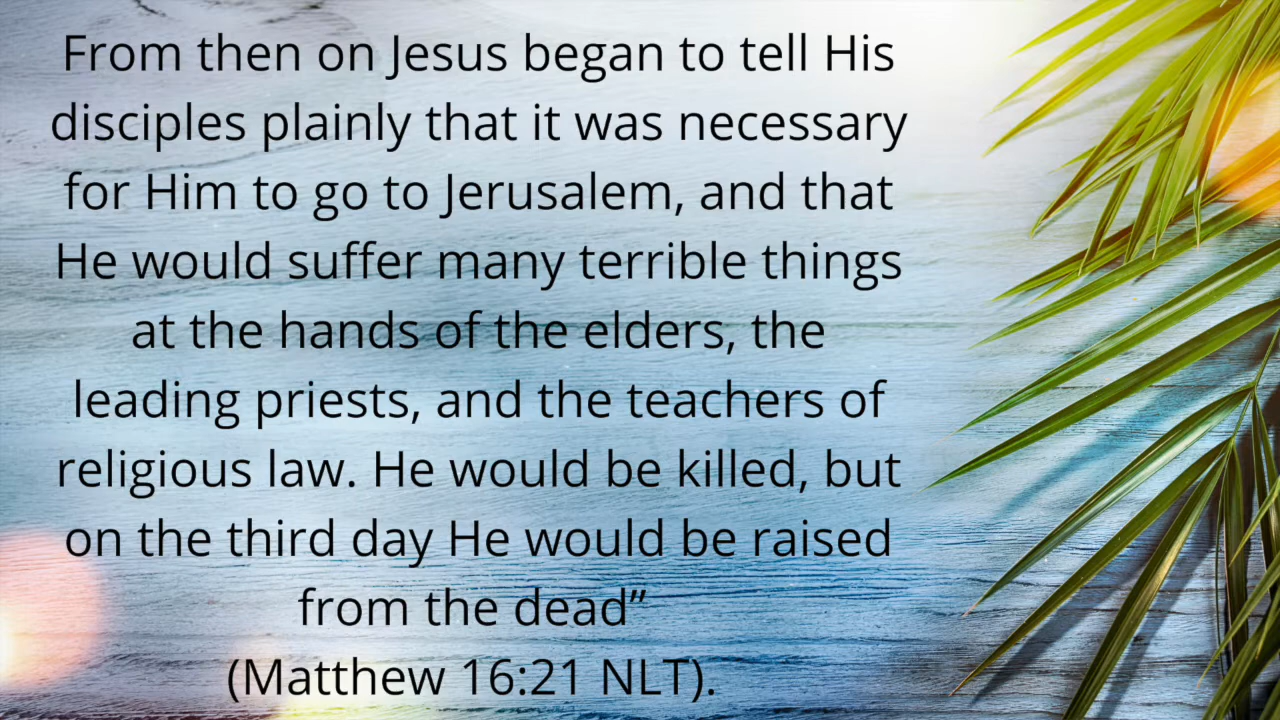 From then on Jesus began to tell His
disciples plainly that it was necessary
for Him to go to Jerusalem, and that
He would suffer many terrible things
at the hands of the elders, the
leading priests, and the teachers of
religious law. He would be killed, but
on the third day He would be raised
from the dead”
(Matthew 16:21 NLT).